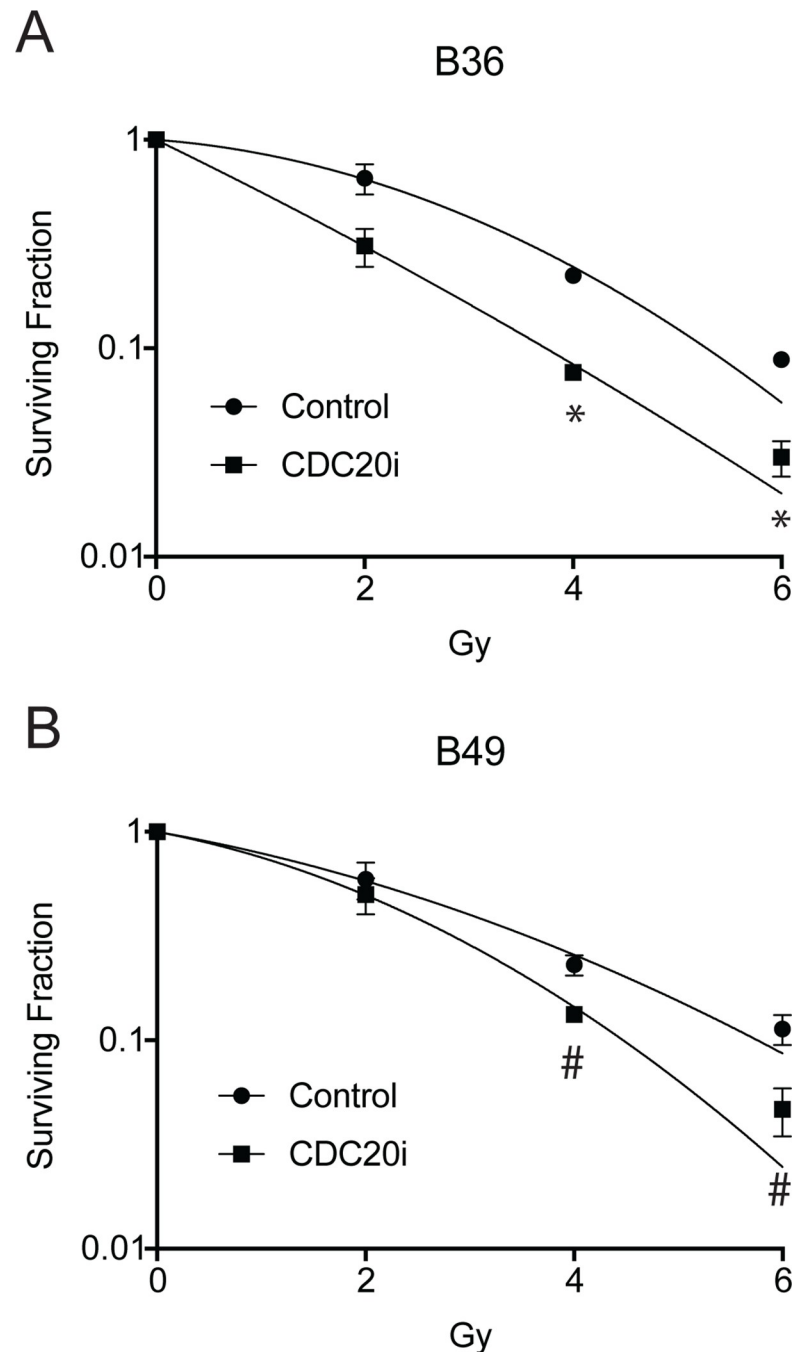 A
B36
1
0.1
0.01
Surviving Fraction
Control
CDC20i
*
*
0 2 4 6
Gy
B
B49
1
0.1
0.01
Surviving Fraction
Control
CDC20i
#
#
0 2 4 6
Gy